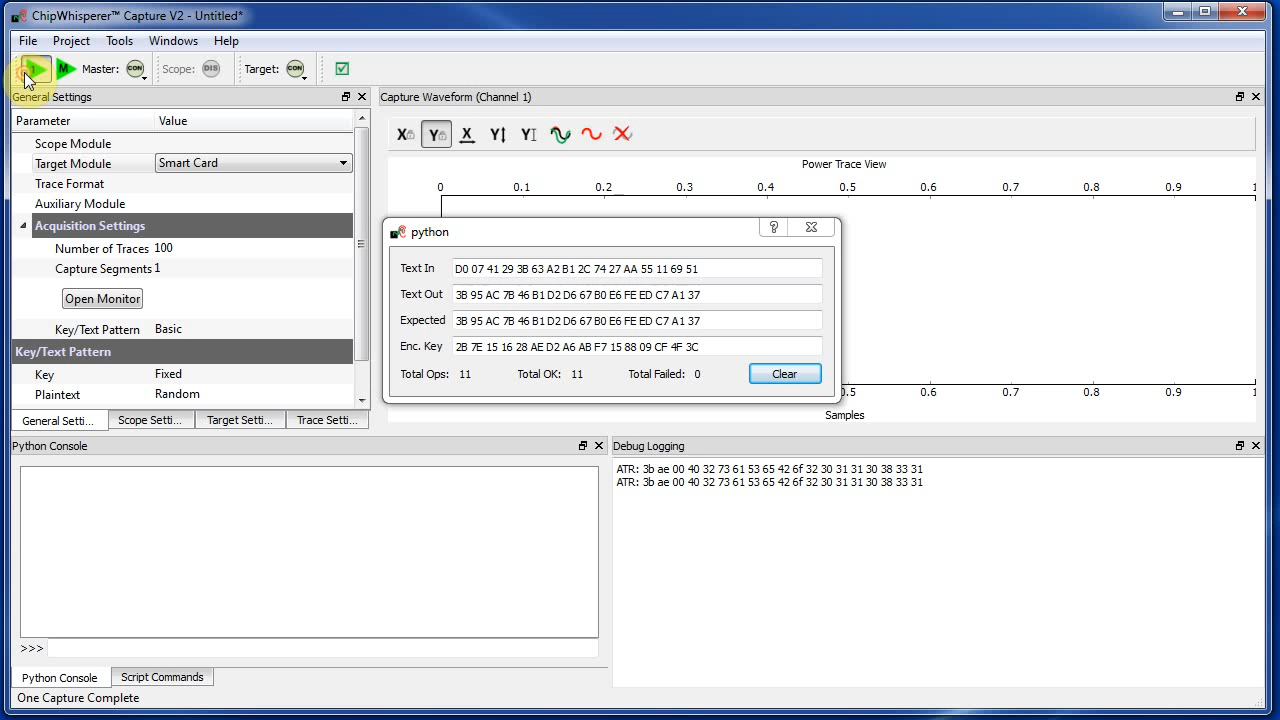 ChipWhisperer™ Capture V2 - Untitled*
File Project Tools Windows Help
1 M Master: CON Scope: DIS Target: CON
General Settings
Parameter Value
Scope Module
Target Module Smart Card
Trace Format
Auxiliary Module
Acquisition Settings
Number of Traces 100
Capture Segments 1
Open Monitor
Key/Text Pattern Basic
Key/Text Pattern
Key Fixed
Plaintext Random
General Setti... Scope Setti... Target Setti... Trace Setti...
Capture Waveform (Channel 1)
X Y X Y Y
Power Trace View
0 0.1 0.2 0.3 0.4 0.5 0.6 0.7 0.8 0.9 1
python
Text In D0 07 41 29 3B 63 A2 B1 2C 74 27 AA 55 11 69 51
Text Out 3B 95 AC 7B 46 B1 D2 D6 67 B0 E6 FE ED C7 A1 37
Expected 3B 95 AC 7B 46 B1 D2 D6 67 B0 E6 FE ED C7 A1 37
Enc. Key 2B 7E 15 16 28 AE D2 A6 AB F7 15 88 09 CF 4F 3C
Total Ops: 11 Total OK: 11 Total Failed: 0 Clear
0.5 0.6 0.7 0.8 0.9 1
Samples
Python Console
>>>
Python Console Script Commands
Debug Logging
ATR: 3b ae 00 40 32 73 61 53 65 42 6f 32 30 31 31 30 38 33 31
ATR: 3b ae 00 40 32 73 61 53 65 42 6f 32 30 31 31 30 38 33 31
One Capture Complete